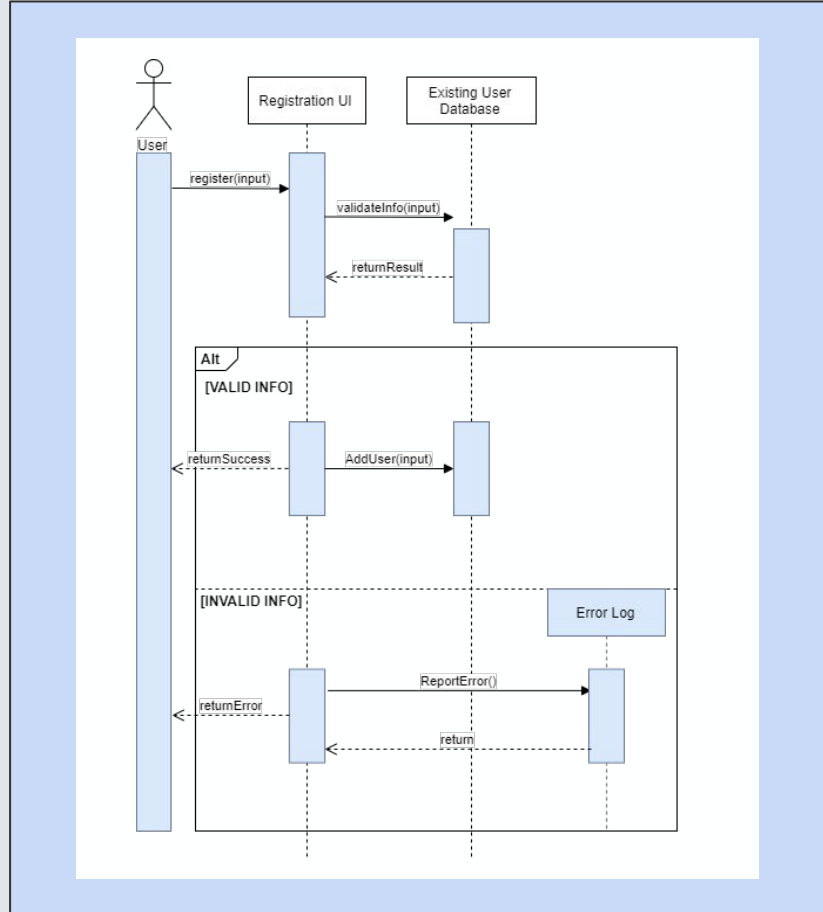 Registration UI
Existing User
Database
User
register(input)
validateInfo(input)
returnResult
Alt
[VALID INFO]
returnSuccess
AddUser(input)
[INVALID INFO]
Error Log
ReportError()
returnError
return